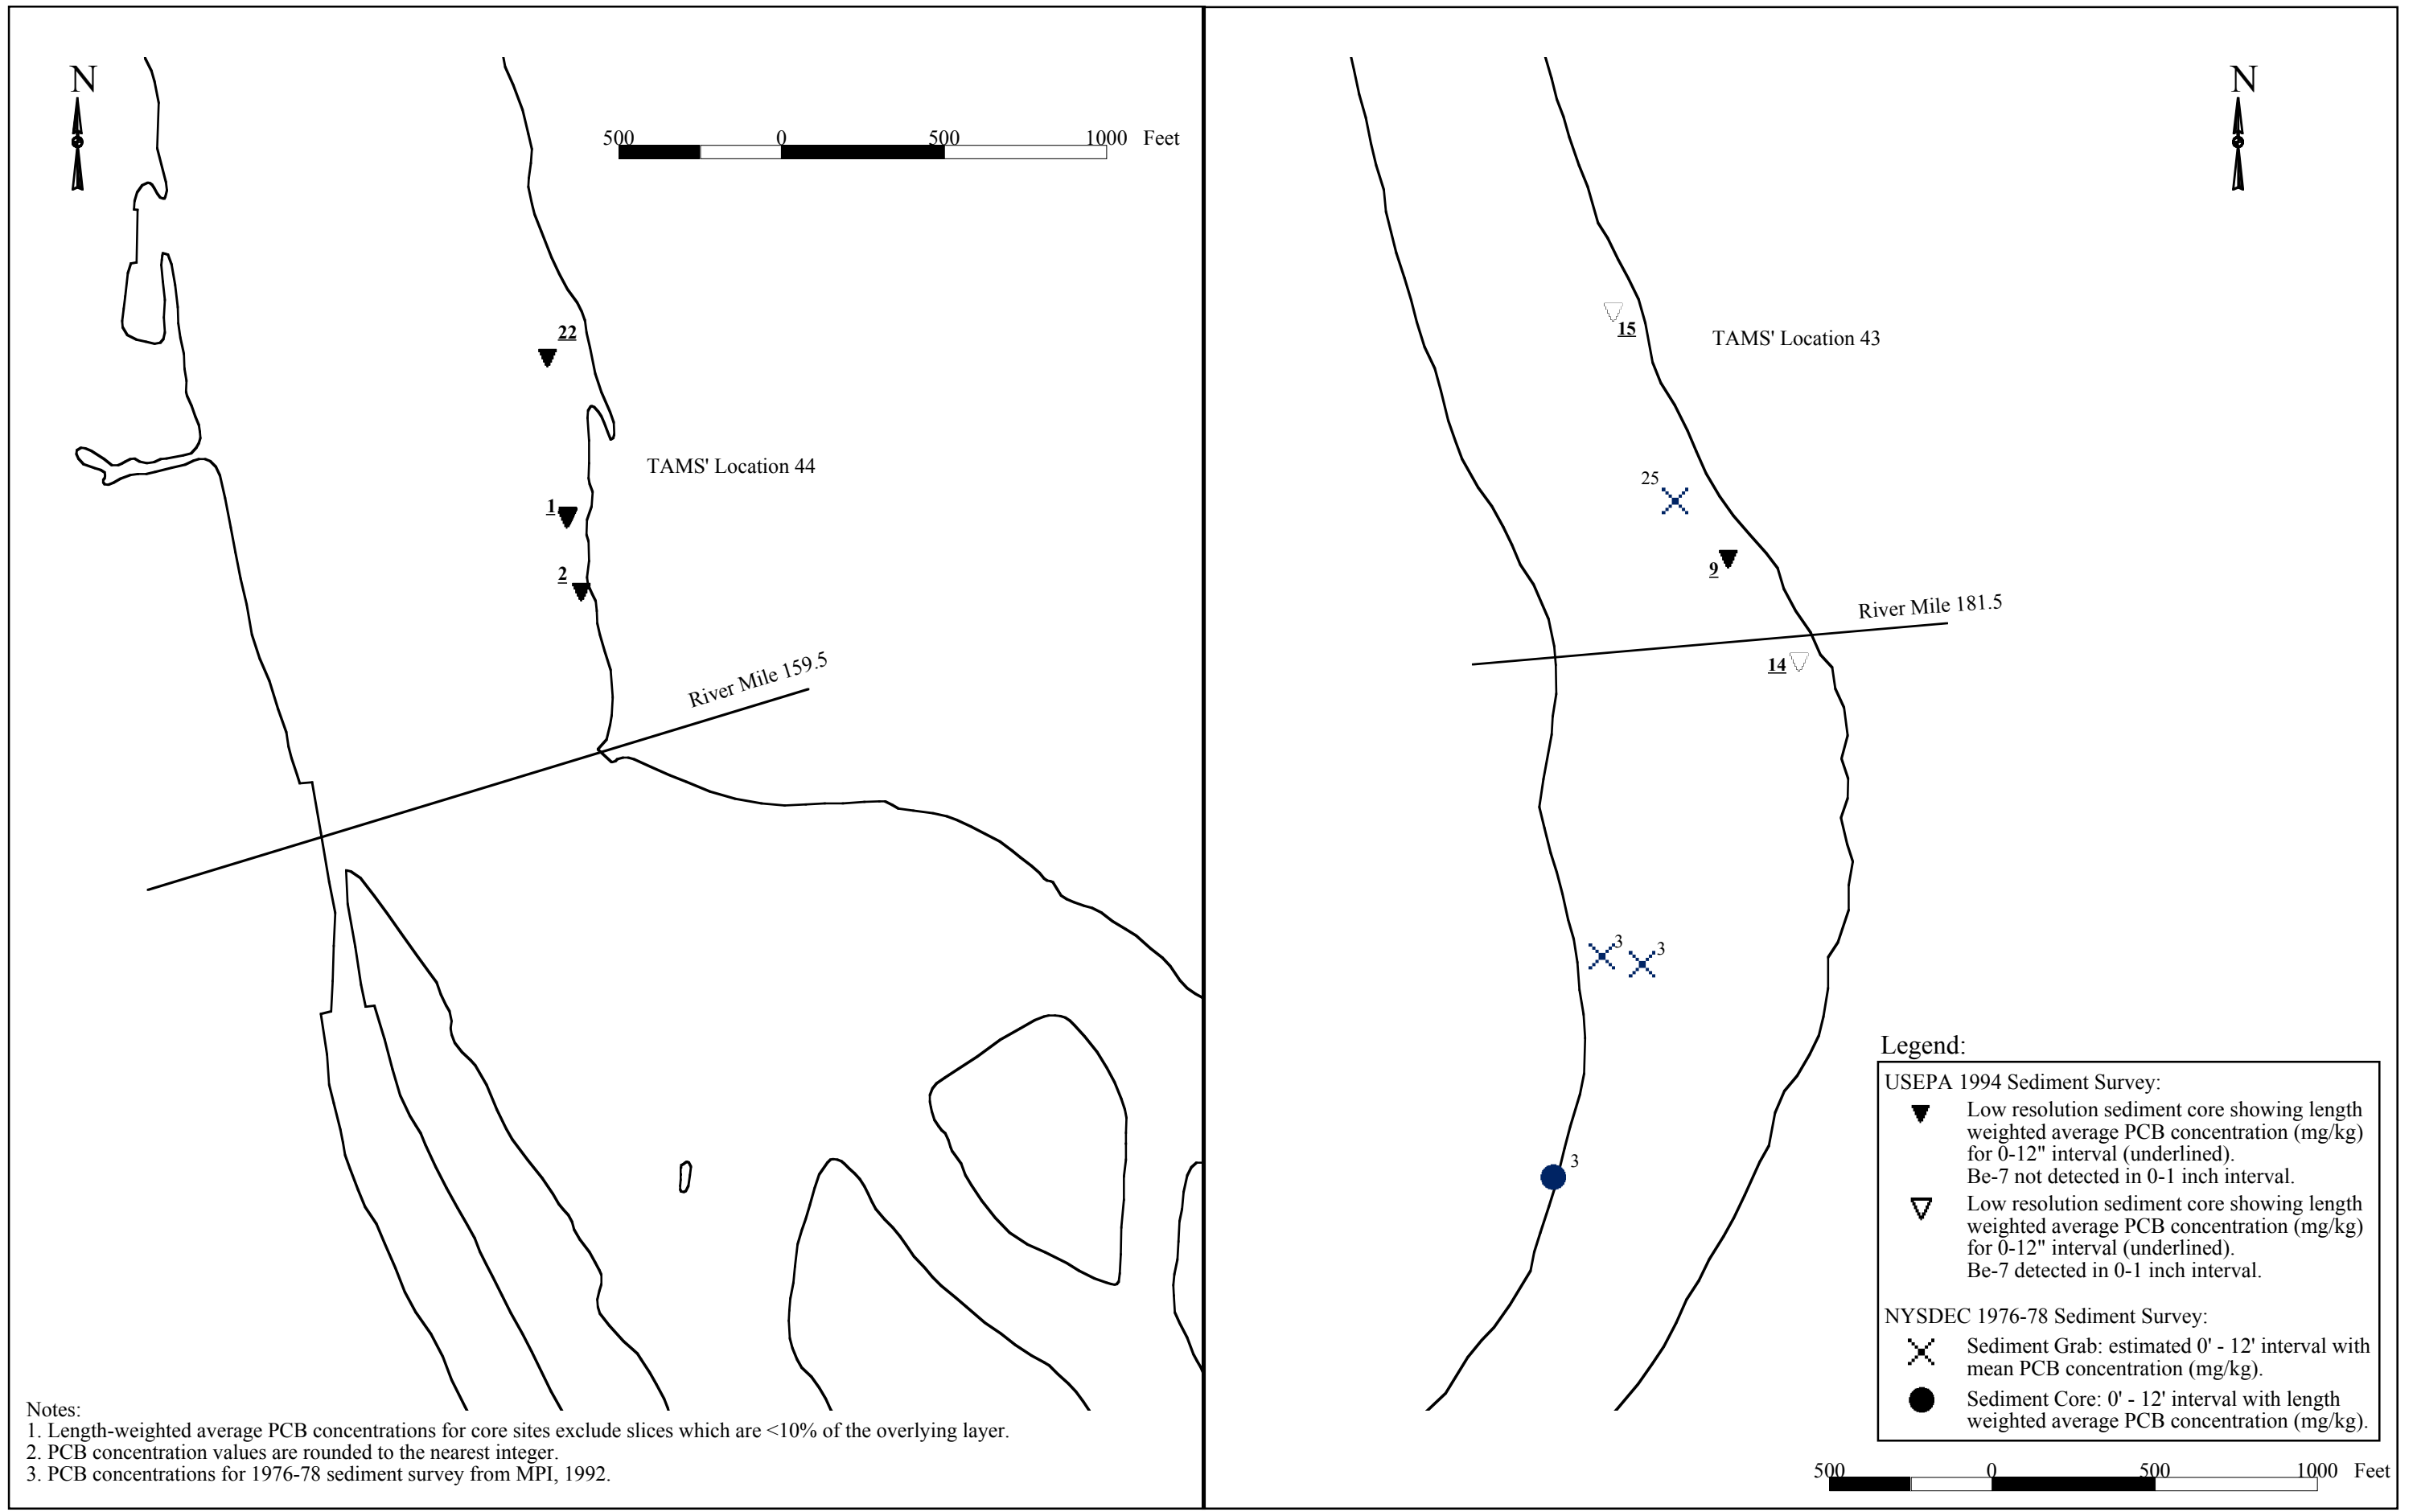 N
500 0 500 1000 Feet
22
TAMS' Location 44
1
2
River Mile 159.5
Notes:
1. Length-weighted average PCB concentrations for core sites exclude slices which are <10% of the overlying layer.
2. PCB concentration values are rounded to the nearest integer.
3. PCB concentrations for 1976-78 sediment survey from MPI, 1992.
N
15
TAMS' Location 43
25
9
River Mile 181.5
14
3
3
3
Legend:
USEPA 1994 Sediment Survey:
Low resolution sediment core showing length
weighted average PCB concentration (mg/kg)
for 0-12" interval (underlined).
Be-7 not detected in 0-1 inch interval.
Low resolution sediment core showing length
weighted average PCB concentration (mg/kg)
for 0-12" interval (underlined).
Be-7 detected in 0-1 inch interval.
NYSDEC 1976-78 Sediment Survey:
Sediment Grab: estimated 0' - 12' interval with
mean PCB concentration (mg/kg).
Sediment Core: 0' - 12' interval with length
weighted average PCB concentration (mg/kg).
500 0 500 1000 Feet